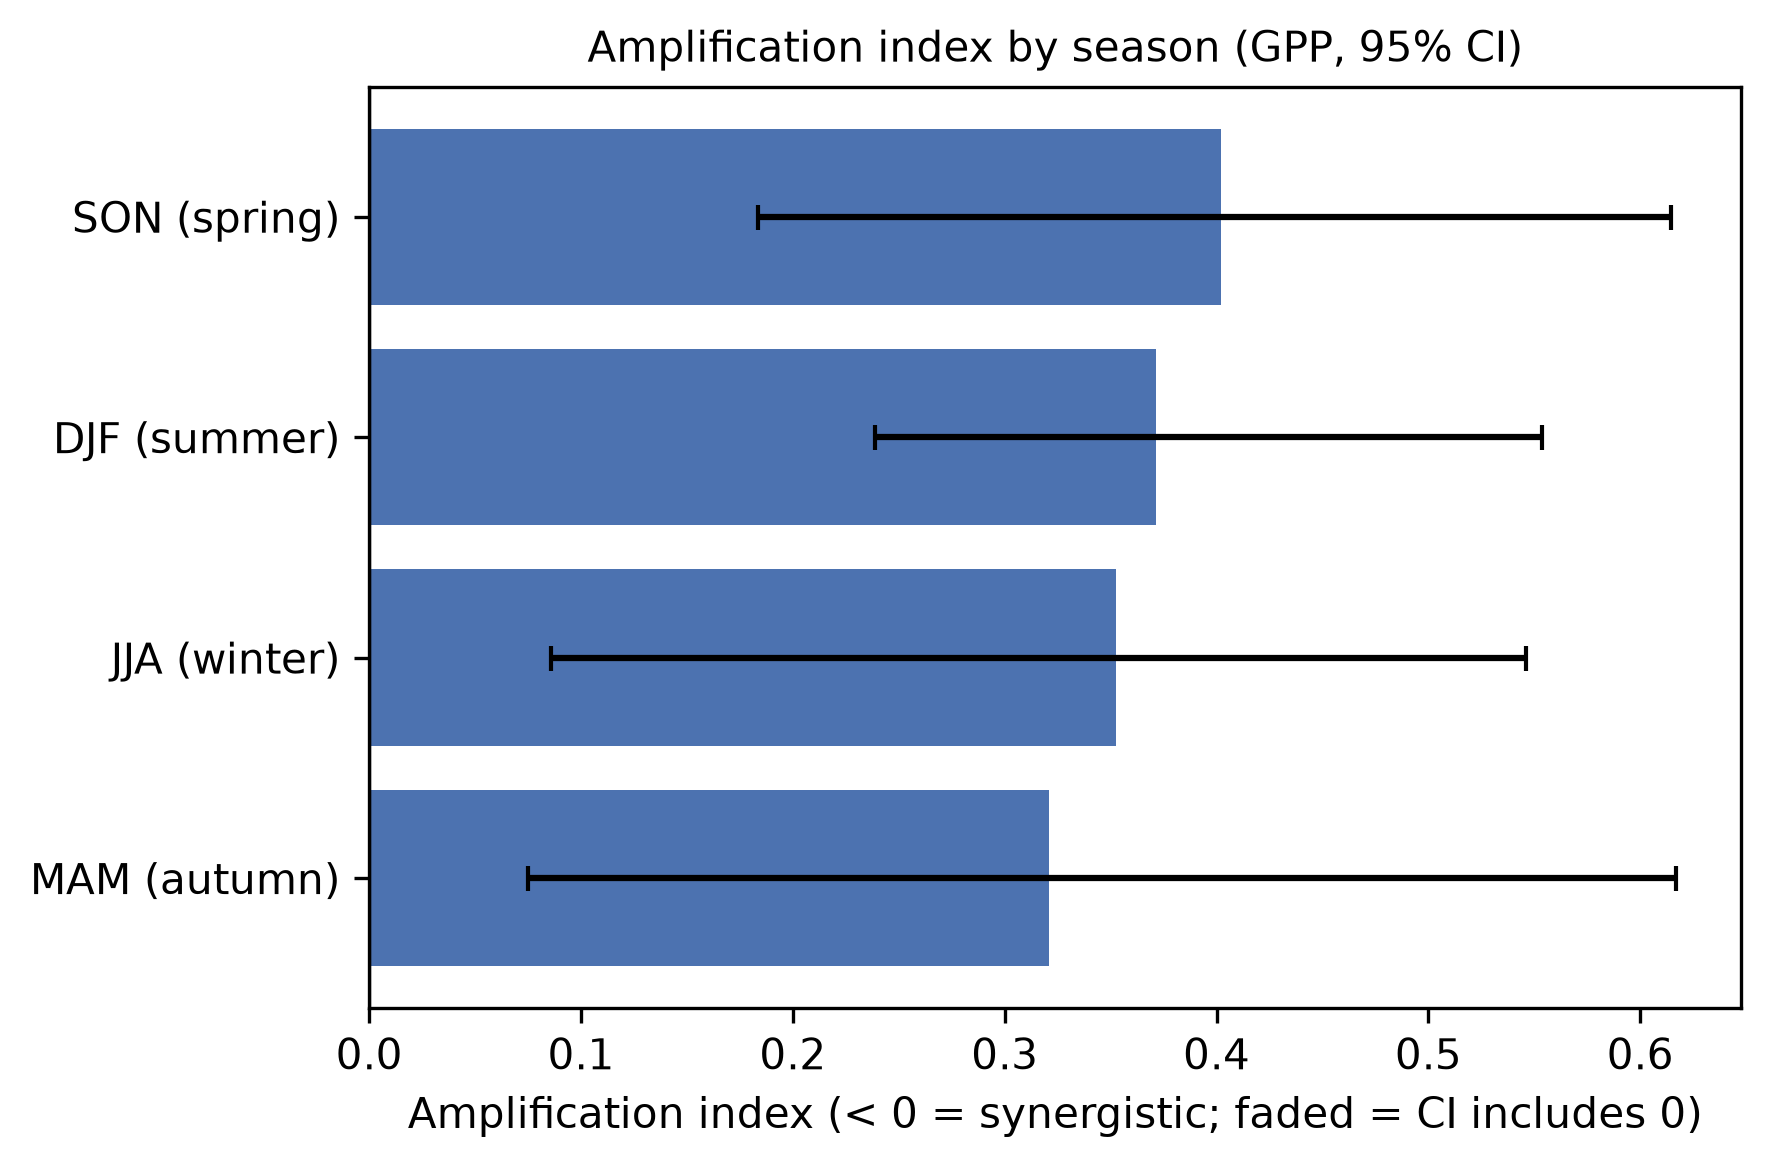 Amplification index by season (GPP, 95% CI)
SON (spring)
DJF (summer)
JJA (winter)
MAM (autumn)
0.0 0.1 0.2 0.3 0.4 0.5 0.6
Amplification index (< 0 = synergistic; faded = CI includes 0)